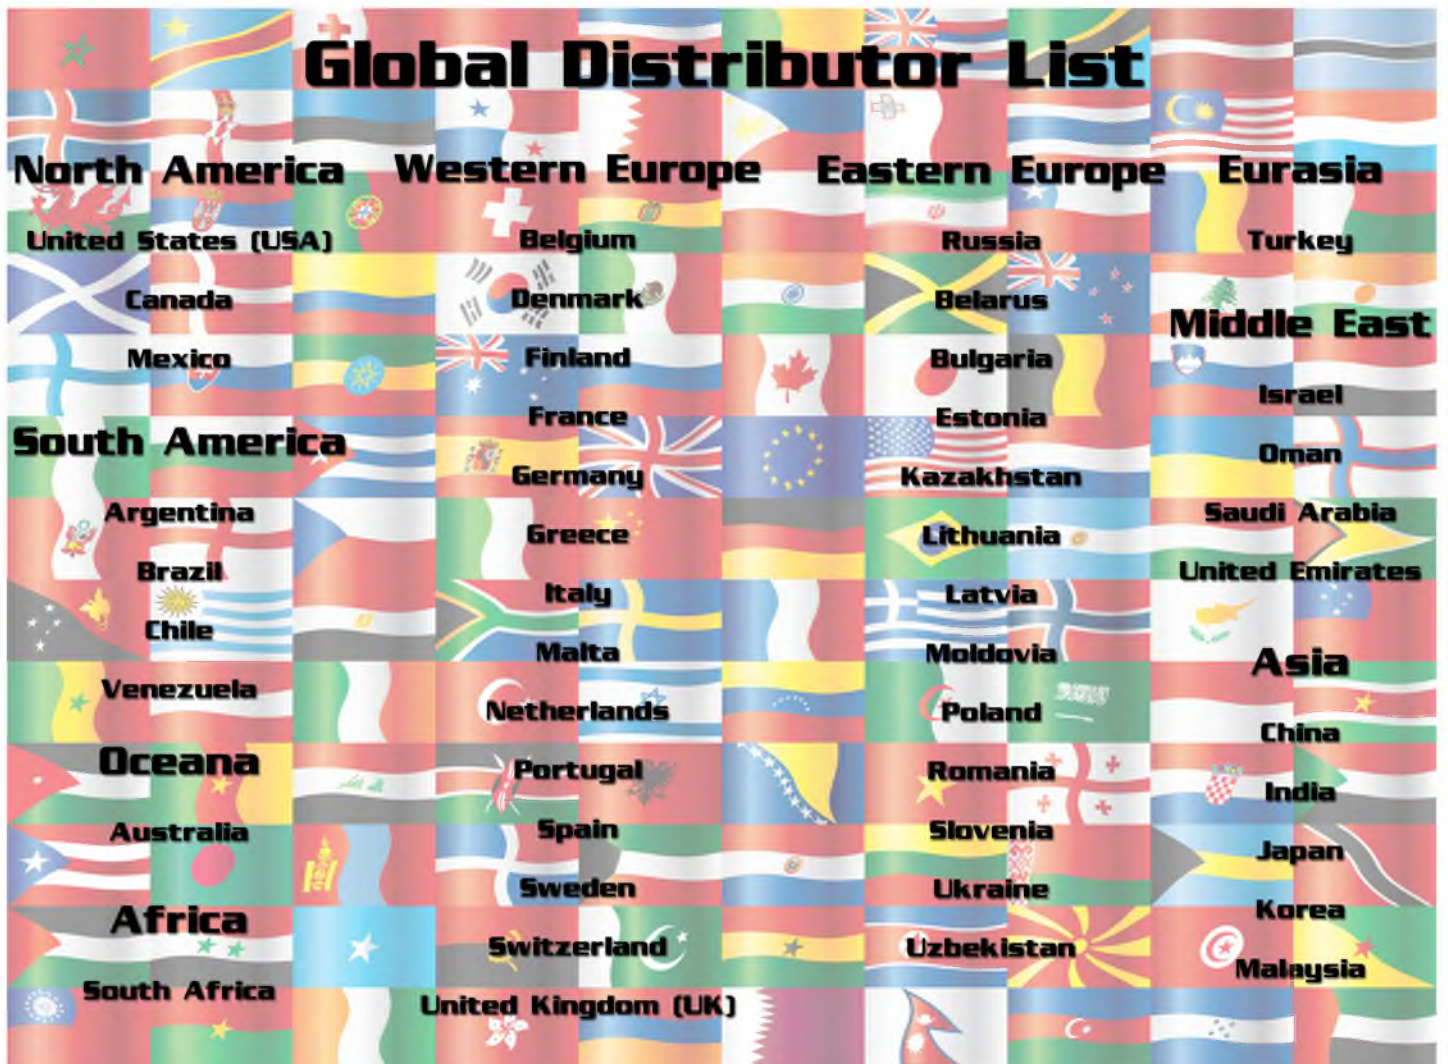 Global Distributor List
North America
United States (USA)
Canada
Mexico
South America
Argentina
Brazil
Chile
Venezuela
Oceana
Australia
Africa
South Africa
Western Europe
Belgium
Denmark
Finland
France
Germany
Greece
Italy
Malta
Netherlands
Portugal
Spain
Sweden
Switzerland
United Kingdom (UK)
Eastern Europe
Russia
Belarus
Bulgaria
Estonia
Kazakhstan
Lithuania
Latvia
Moldovia
Poland
Romania
Slovenia
Ukraine
Uzbekistan
Eurasia
Turkey
Middle East
Israel
Oman
Saudi Arabia
United Emirates
Asia
China
India
Japan
Korea
Malaysia